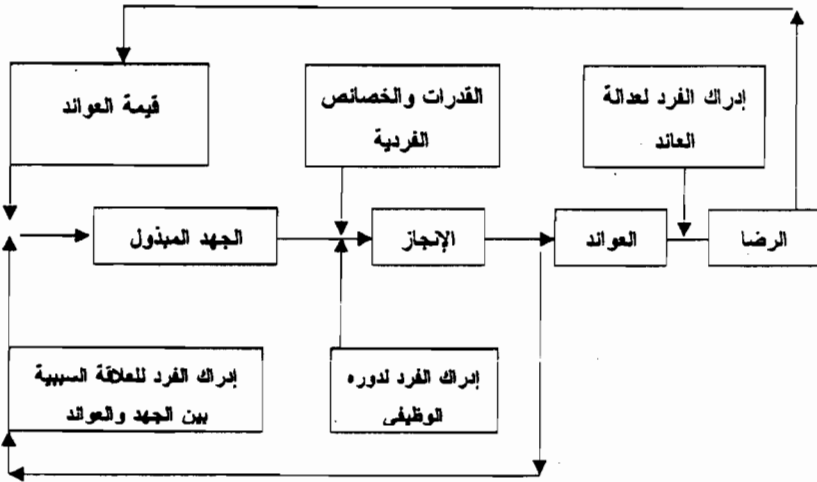 قيمة العوائد
القدرات والخصائص
الفردية
إدراك الفرد لعدالة
العائد
الجهد المبذول
الإنجاز
العوائد
الرضا
إدراك الفرد للعلاقة السببية
بين الجهد والعوائد
إدراك الفرد لدوره
الوظيفى